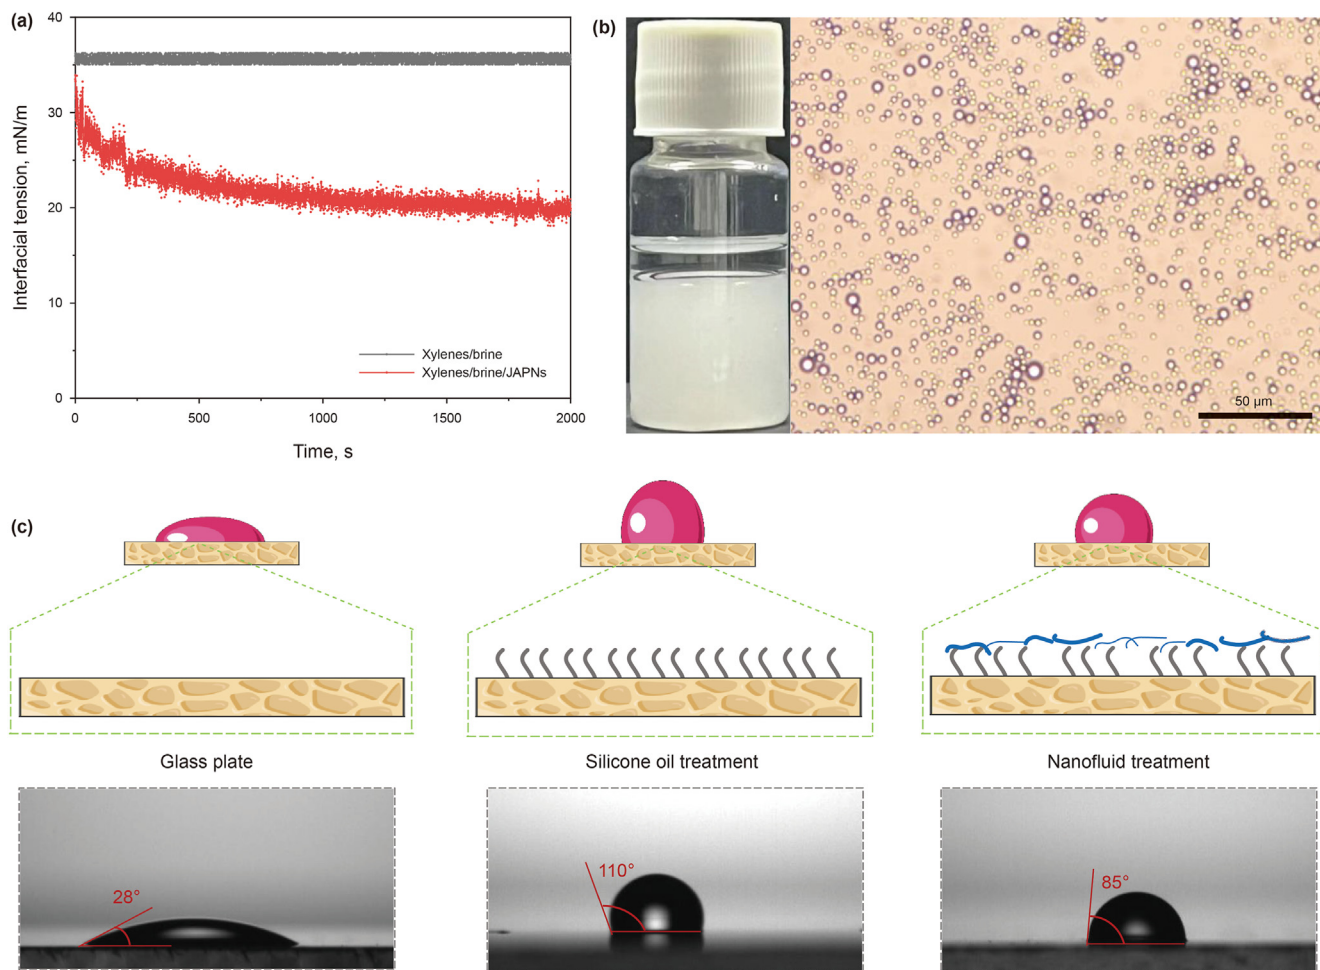 (a)
40
30
20
10
0
0
500
1000
1500
2000
Interfacial tension, mN/m
Time, s
Xylenes/brine
Xylenes/brine/JAPNs
(b)
50 μm
(c)
Glass plate
Silicone oil treatment
Nanofluid treatment
28°
110°
85°